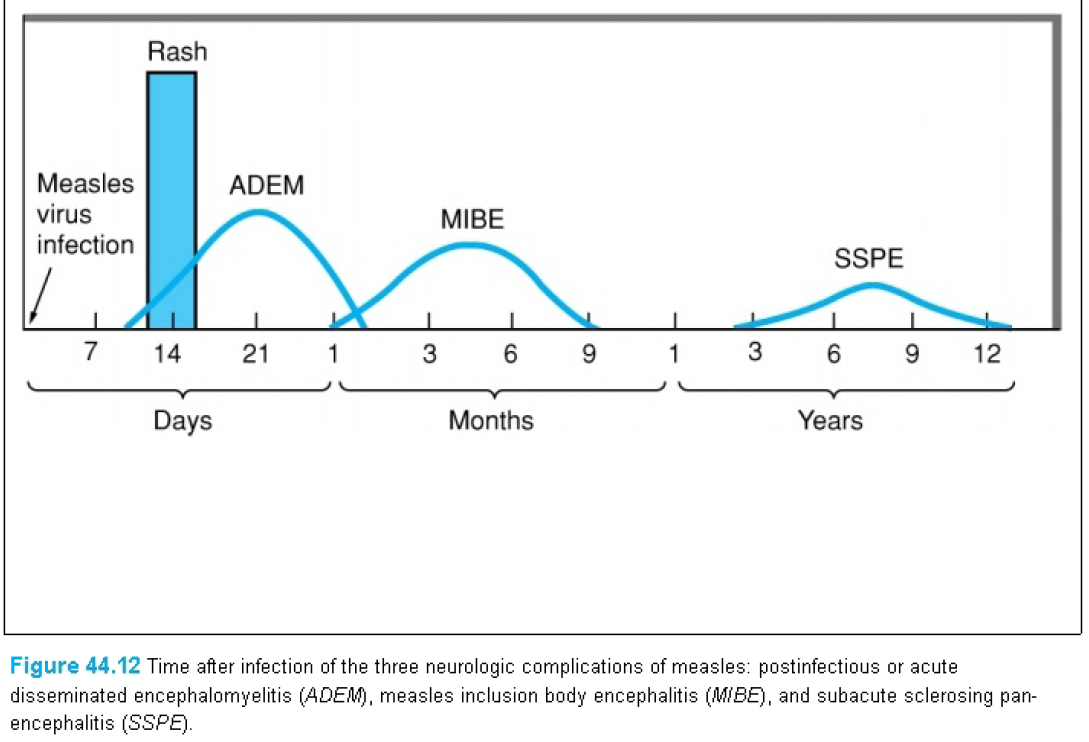 Rash
Measles
virus
infection
ADEM
MIBE
SSPE
7 14 21 1 3 6 9 1 3 6 9 12
Days Months Years
Figure 44.12 Time after infection of the three neurologic complications of measles: postinfectious or acute
disseminated encephalomyelitis (ADEM), measles inclusion body encephalitis (MIBE), and subacute sclerosing pan-
encephalitis (SSPE).